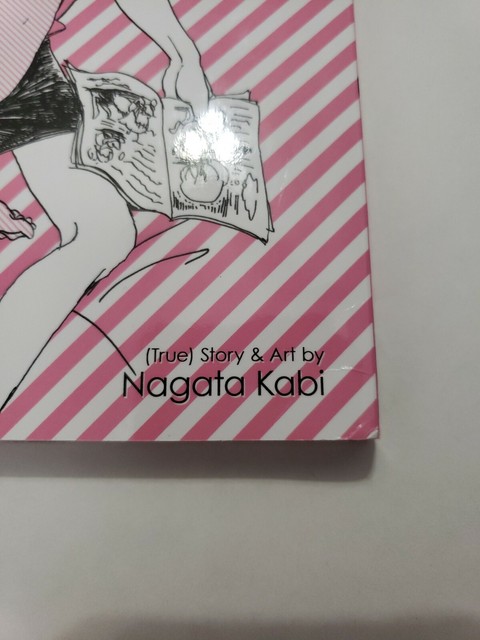 (True) Story & Art by
Nagata Kabi